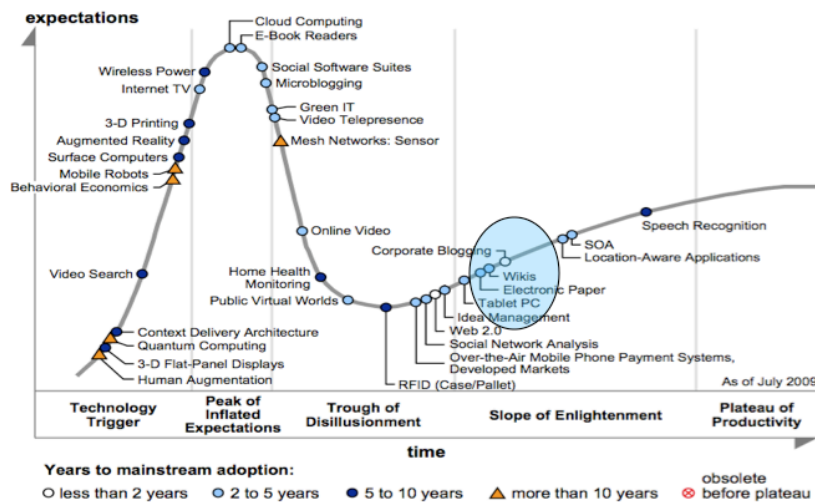 expectations
Cloud Computing
E-Book Readers
Social Software Suites
Wireless Power
Microblogging
Internet TV
Green IT
Video Telepresence
3-D Printing
Augmented Reality
Mesh Networks: Sensor
Surface Computers
Mobile Robots
Behavioral Economics
Online Video
Speech Recognition
SOA
Corporate Blogging
Location-Aware Applications
Video Search
Home Health
Monitoring
Wikis
Electronic Paper
Public Virtual Worlds
Tablet PC
Idea Management
Context Delivery Architecture
Web 2.0
Quantum Computing
Social Network Analysis
3-D Flat-Panel Displays
Over-the-Air Mobile Phone Payment Systems,
Developed Markets
Human Augmentation
RFID (Case/Pallet)
As of July 2009
Technology
Trigger
Peak of
Inflated
Expectations
Trough of
Disillusionment
Slope of Enlightenment
Plateau of
Productivity
time
Years to mainstream adoption:
less than 2 years
2 to 5 years
5 to 10 years
more than 10 years
obsolete
before plateau